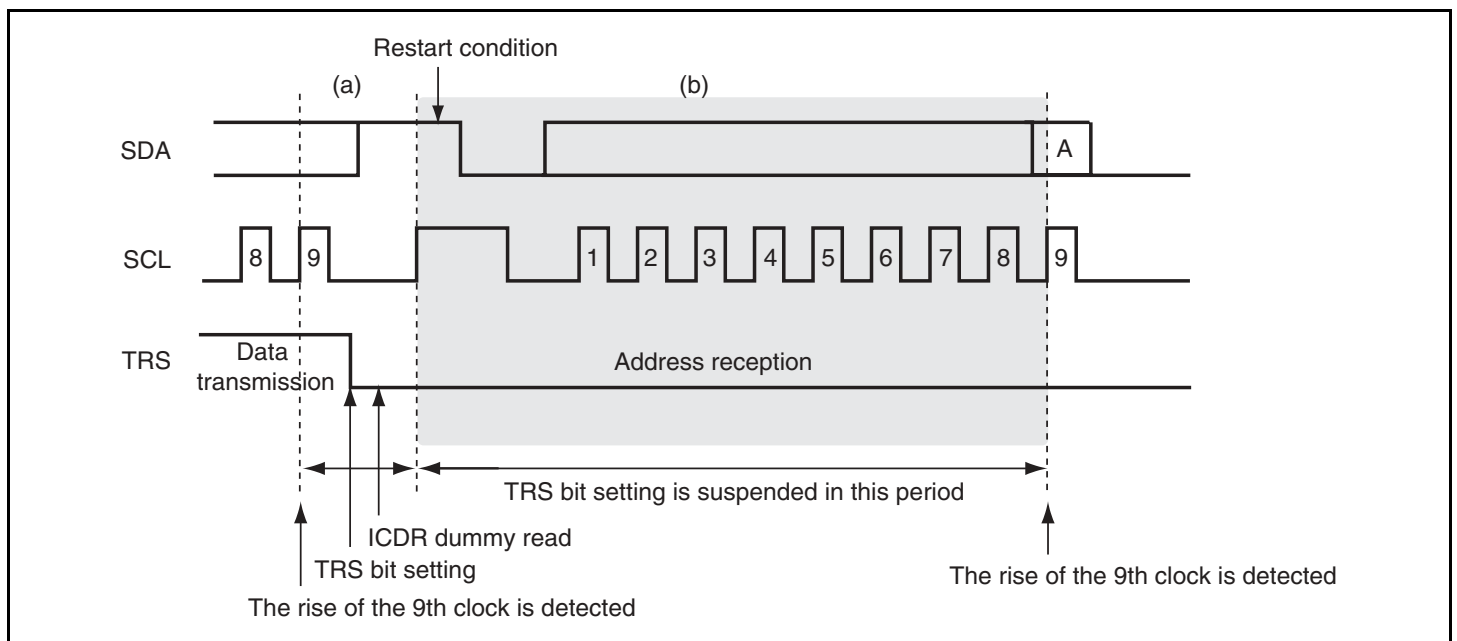 Restart condition
(a)
(b)
SDA
A
SCL
8
9
1
2
3
4
5
6
7
8
9
TRS
Data
transmission
Address reception
TRS bit setting is suspended in this period
ICDR dummy read
TRS bit setting
The rise of the 9th clock is detected
The rise of the 9th clock is detected